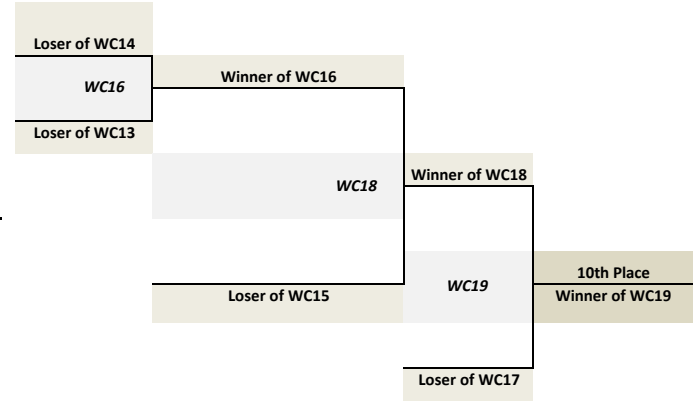 Loser of WC14
WC16
Winner of WC16
Loser of WC13
WC18
Winner of WC18
10th Place
WC19
Winner of WC19
Loser of WC15
Loser of WC17